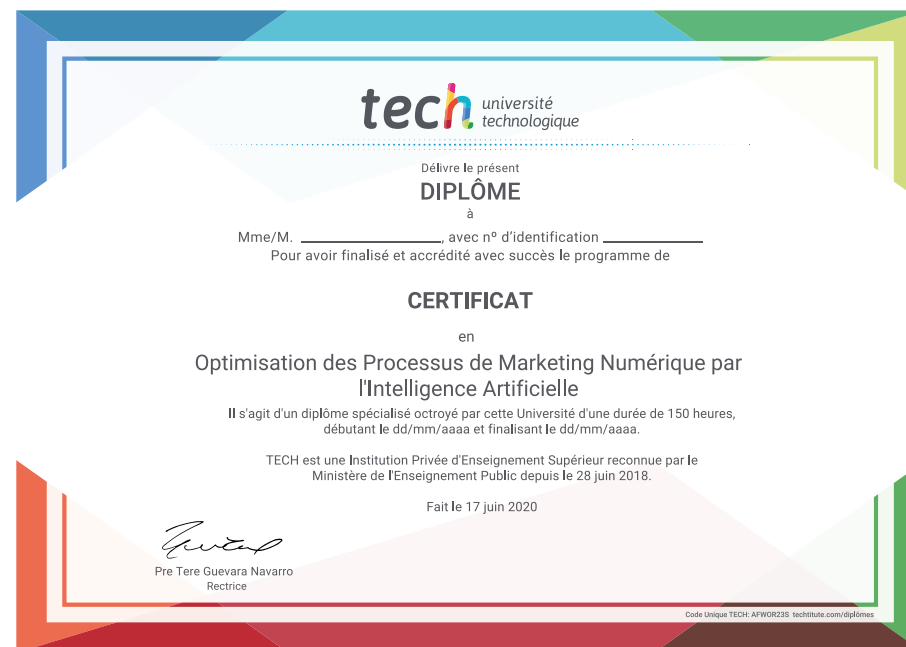 tech université
technologique
Délivre le présent
DIPLÔME
à
Mme/M. ____________________, avec nº d'identification ______________
Pour avoir finalisé et accrédité avec succès le programme de
CERTIFICAT
en
Optimisation des Processus de Marketing Numérique par
l'Intelligence Artificielle
Il s'agit d'un diplôme spécialisé octroyé par cette Université d'une durée de 150 heures,
débutant le dd/mm/aaaa et finalisant le dd/mm/aaaa.
TECH est une Institution Privée d'Enseignement Supérieur reconnue par le
Ministère de l'Enseignement Public depuis le 28 juin 2018.
Fait le 17 juin 2020
Pre Tere Guevara Navarro
Rectrice
Code Unique TECH: AFWOR23S techtitute.com/diplômes